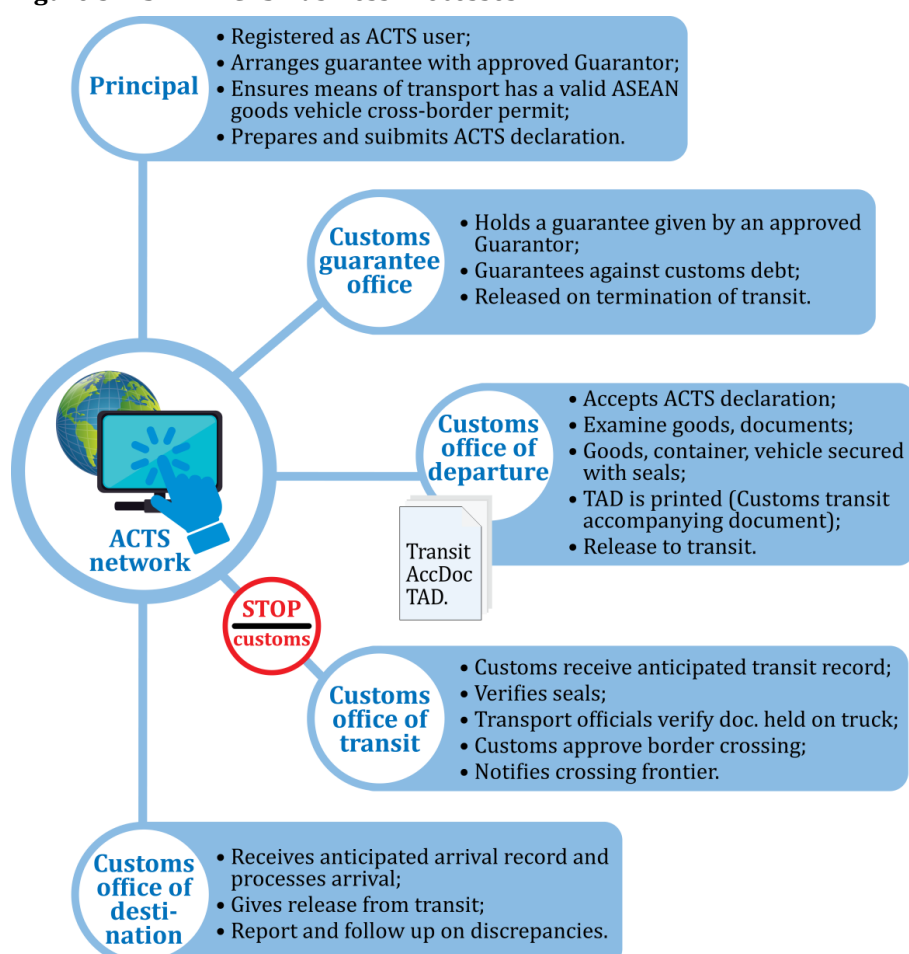 • Registered as ACTS user;
• Arranges guarantee with approved Guarantor;
Principal
• Ensures means of transport has a valid ASEAN
goods vehicle cross-border permit;
• Prepares and suibmits ACTS declaration.
Customs
guarantee
office
• Holds a guarantee given by an approved
Guarantor;
• Guarantees against customs debt;
• Released on termination of transit.
Customs
office of
departure
• Accepts ACTS declaration;
• Examine goods, documents;
• Goods, container, vehicle secured
with seals;
• TAD is printed (Customs transit
accompanying document);
• Release to transit.
Transit
AccDoc
TAD.
ACTS
network
STOP
customs
Customs
office of
transit
• Customs receive anticipated transit record;
• Verifies seals;
• Transport officials verify doc. held on truck;
• Customs approve border crossing;
• Notifies crossing frontier.
Customs
office of
desti-
nation
• Receives anticipated arrival record and
processes arrival;
• Gives release from transit;
• Report and follow up on discrepancies.